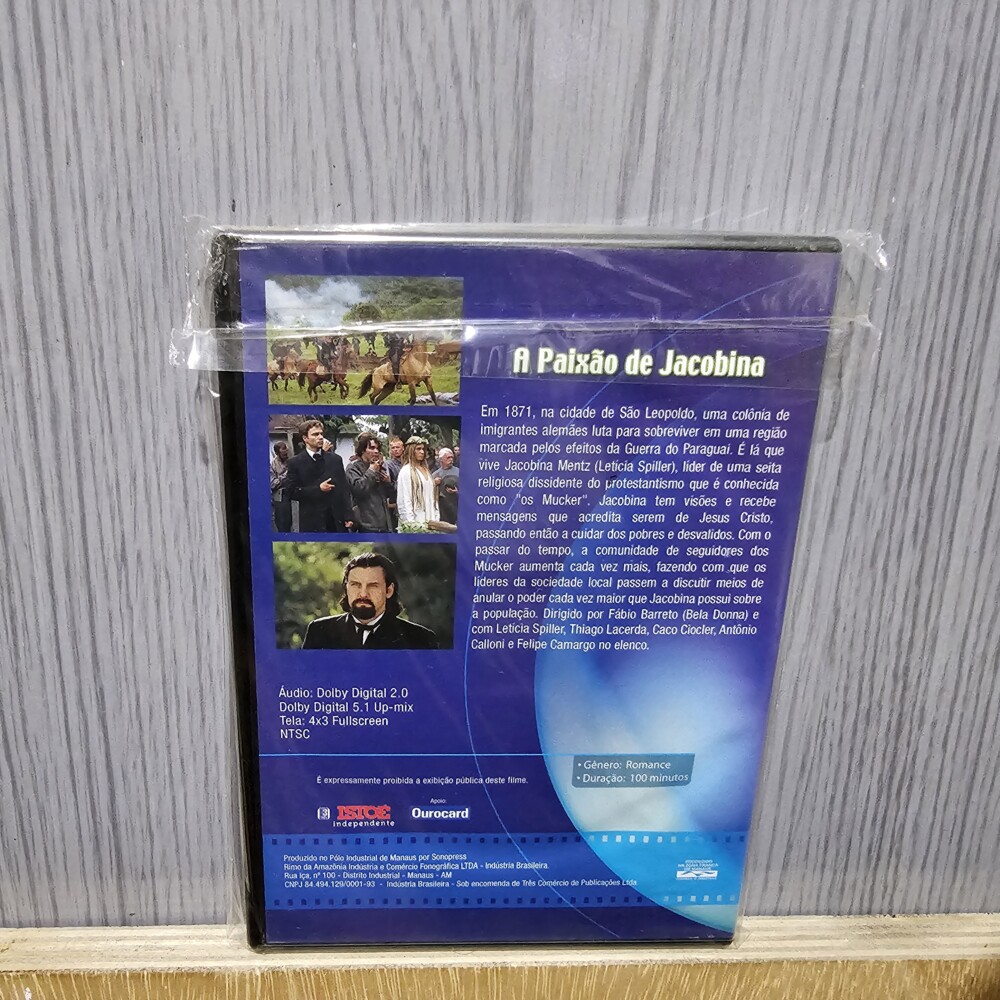 A Paixão de Jacobina
Em 1871, na cidade de São Leopoldo, uma colônia de
imigrantes alemães luta para sobreviver em uma região
marcada pelos efeitos da Guerra do Paraguai. É lá que
vive Jacobina Mentz (Letícia Spiller), líder de uma seita
religiosa dissidente do protestantismo que é conhecida
como "os Mucker". Jacobina tem visões e recebe
mensagens que acredita serem de Jesus Cristo,
passando então a cuidar dos pobres e desvalidos. Com o
passar do tempo, a comunidade de seguidores dos
Mucker aumenta cada vez mais, fazendo com que os
líderes da sociedade local passem a discutir meios de
anular o poder cada vez maior que Jacobina possui sobre
a população. Dirigido por Fábio Barreto (Bela Donna) e
com Letícia Spiller, Thiago Lacerda, Caco Ciocler, Antônio
Calloni e Felipe Camargo no elenco.
Áudio: Dolby Digital 2.0
Dolby Digital 5.1 Up-mix
Tela: 4x3 Fullscreen
NTSC
• Gênero: Romance
• Duração: 100 minutos
É expressamente proibida a exibição pública deste filme.
ISTOÉ
independente
Apoio:
Ourocard
Produzido no Pólo Industrial de Manaus por Sonopress
Rimo da Amazônia Indústria e Comércio Fonográfica LTDA - Indústria Brasileira.
Rua Iça, nº 100 - Distrito Industrial - Manaus - AM
CNPJ 84.494.129/0001-93 - Indústria Brasileira - Sob encomenda de Três Comércio de Publicações Ltda